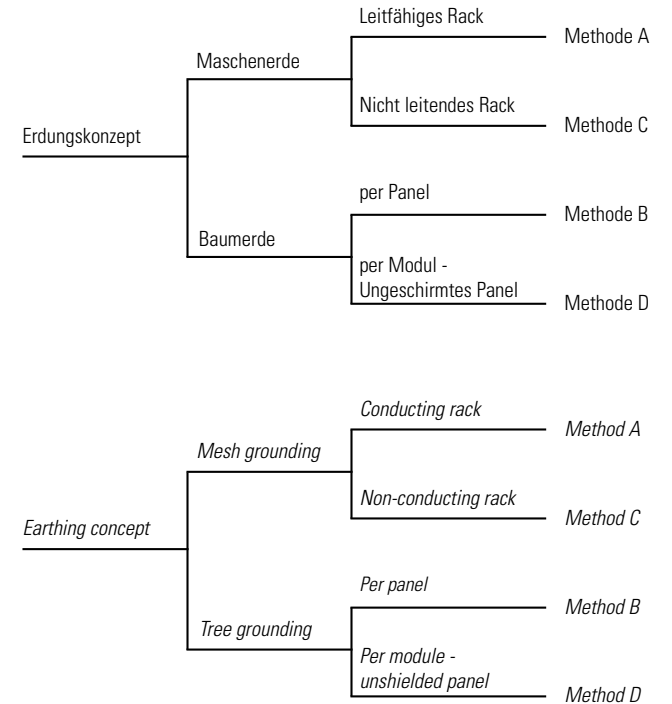 Leitfähiges Rack
Methode A
Maschenerde
Nicht leitendes Rack
Methode C
Erdungskonzept
per Panel
Methode B
Baumerde
per Modul -
Ungeschirmtes Panel
Methode D
Conducting rack
Method A
Mesh grounding
Non-conducting rack
Method C
Earthing concept
Per panel
Method B
Tree grounding
Per module -
unshielded panel
Method D